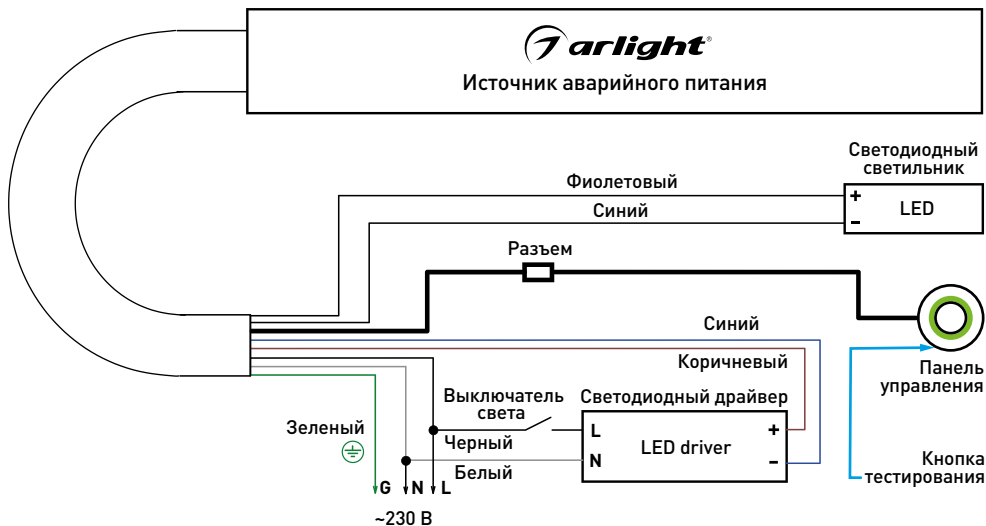 arlight®
Источник аварийного питания
Светодиодный
светильник
Фиолетовый
+
LED
Синий
–
Разъем
Синий
Коричневый
Панель
управления
Выключатель
света
Светодиодный драйвер
Зеленый
L
+
Черный
LED driver
N
–
Белый
Кнопка
тестирования
G
N
L
~230 В